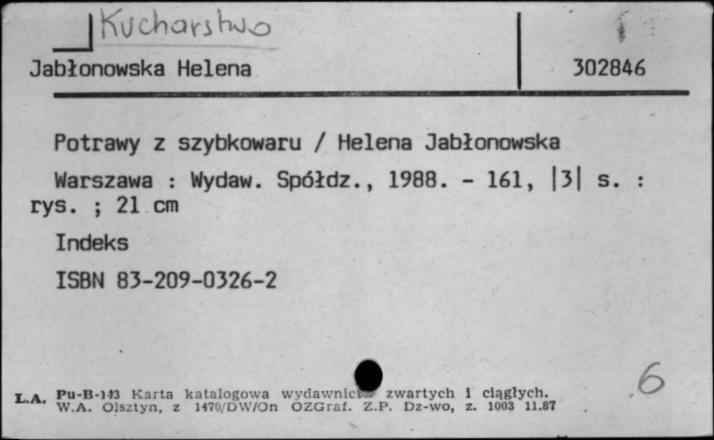 Kucharstwo
Jabłonowska Helena 302846
Potrawy z szybkowaru / Helena Jabłonowska
Warszawa : Wydaw. Spółdz., 1988. - 161, |3| s. :
rys. ; 21 cm
Indeks
ISBN 83-209-0326-2
6
L.A. Pu-B-143 Karta katalogowa wydawnictw zwartych i ciągłych.
W.A. Olsztyn, z 1470/DW/On OZGraf. Z.P. Dz-wo, z. 1003 11.87